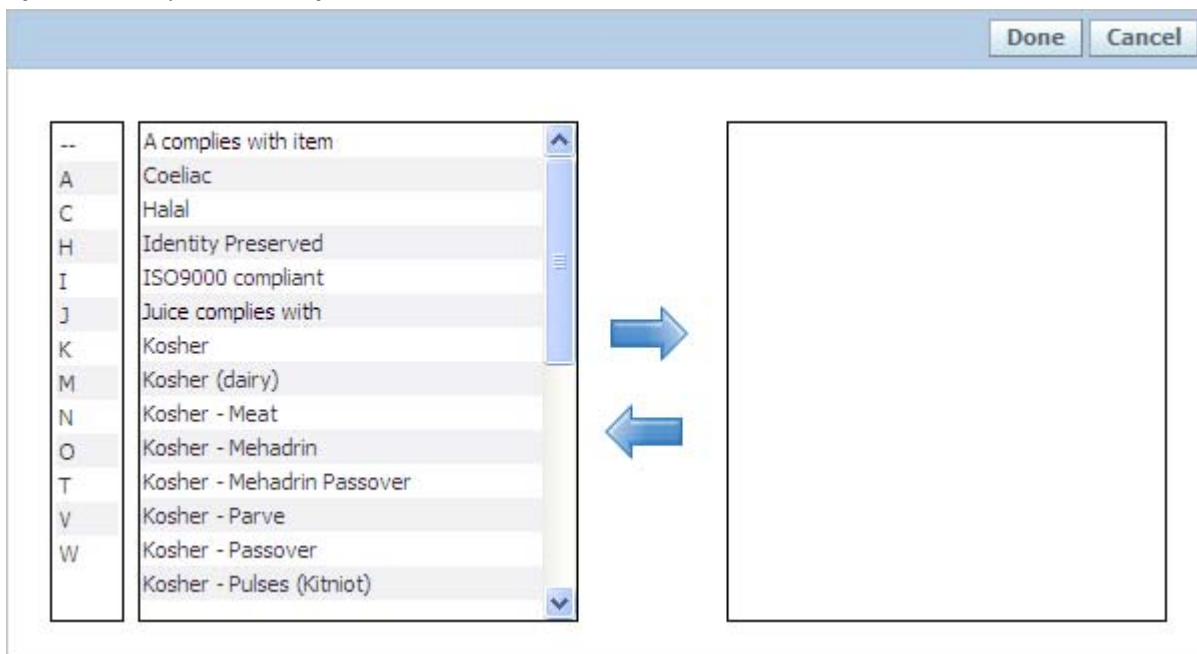 Done Cancel
--
A
C
H
I
J
K
M
N
O
T
V
W
A complies with item
Coeliac
Halal
Identity Preserved
ISO9000 compliant
Juice complies with
Kosher
Kosher (dairy)
Kosher - Meat
Kosher - Mehadrin
Kosher - Mehadrin Passover
Kosher - Parve
Kosher - Passover
Kosher - Pulses (Kitniot)